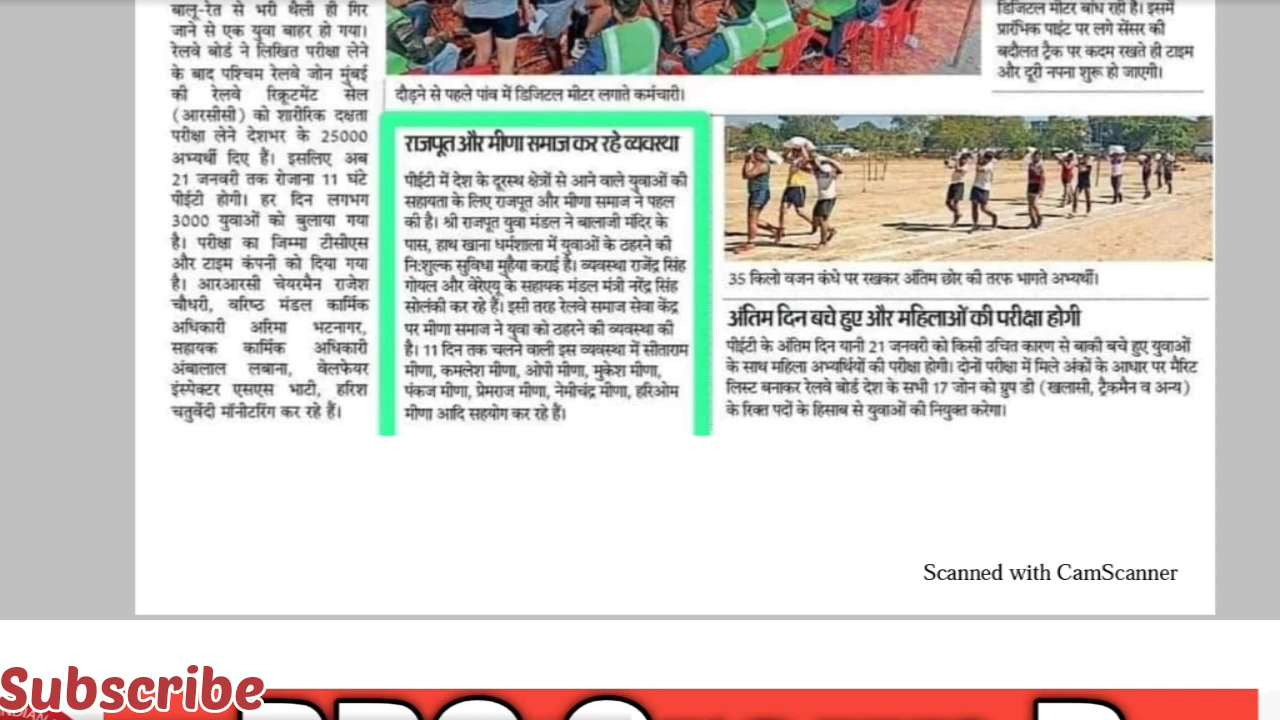 बालू-रेत से भरी थैली ही गिर
जाने से एक युवा बाहर हो गया।
रेलवे बोर्ड ने लिखित परीक्षा लेने
के बाद पश्चिम रेलवे जोन मुंबई
की रेलवे रिक्रूटमेंट सेल
(आरसीसी) को शारीरिक दक्षता
परीक्षा लेने देशभर के 25000
अभ्यर्थी दिए हैं। इसलिए अब
21 जनवरी तक रोजाना 11 घंटे
पीईटी होगी। हर दिन लगभग
3000 युवाओं को बुलाया गया
है। परीक्षा का जिम्मा टीसीएस
और टाइम कंपनी को दिया गया
है। आरआरसी चेयरमैन राजेश
चौधरी, वरिष्ठ मंडल कार्मिक
अधिकारी अरिमा भटनागर,
सहायक कार्मिक अधिकारी
अंबालाल लबाना, वेलफेयर
इंस्पेक्टर एसएस भाटी, हरिश
चतुर्वेदी मॉनीटरिंग कर रहे हैं।
दौड़ने से पहले पांव में डिजिटल मीटर लगाते कर्मचारी।
राजपूत और मीणा समाज कर रहे व्यवस्था
पीईटी में देश के दूरस्थ क्षेत्रों से आने वाले युवाओं की
सहायता के लिए राजपूत और मीणा समाज ने पहल
की है। श्री राजपूत युवा मंडल ने बालाजी मंदिर के
पास, हाथ खाना धर्मशाला में युवाओं के ठहरने की
नि:शुल्क सुविधा मुहैया कराई है। व्यवस्था राजेंद्र सिंह
गोयल और वेरेएयू के सहायक मंडल मंत्री नरेंद्र सिंह
सोलंकी कर रहे हैं। इसी तरह रेलवे समाज सेवा केंद्र
पर मीणा समाज ने युवा को ठहरने की व्यवस्था की
है। 11 दिन तक चलने वाली इस व्यवस्था में सीताराम
मीणा, कमलेश मीणा, ओपी मीणा, मुकेश मीणा,
पंकज मीणा, प्रेमराज मीणा, नेमीचंद्र मीणा, हरिओम
मीणा आदि सहयोग कर रहे हैं।
डिजिटल मीटर बांध रही है। इसमें
प्रारंभिक पाइंट पर लगे सेंसर की
बदौलत ट्रैक पर कदम रखते ही टाइम
और दूरी नपना शुरू हो जाएगी।
35 किलो वजन कंधे पर रखकर अंतिम छोर की तरफ भागते अभ्यर्थी।
अंतिम दिन बचे हुए और महिलाओं की परीक्षा होगी
पीईटी के अंतिम दिन यानी 21 जनवरी को किसी उचित कारण से बाकी बचे हुए युवाओं
के साथ महिला अभ्यर्थियों की परीक्षा होगी। दोनों परीक्षा में मिले अंकों के आधार पर मैरिट
लिस्ट बनाकर रेलवे बोर्ड देश के सभी 17 जोन को ग्रुप डी (खलासी, ट्रैकमैन व अन्य)
के रिक्त पदों के हिसाब से युवाओं की नियुक्त करेगा।
Scanned with CamScanner
Subscribe